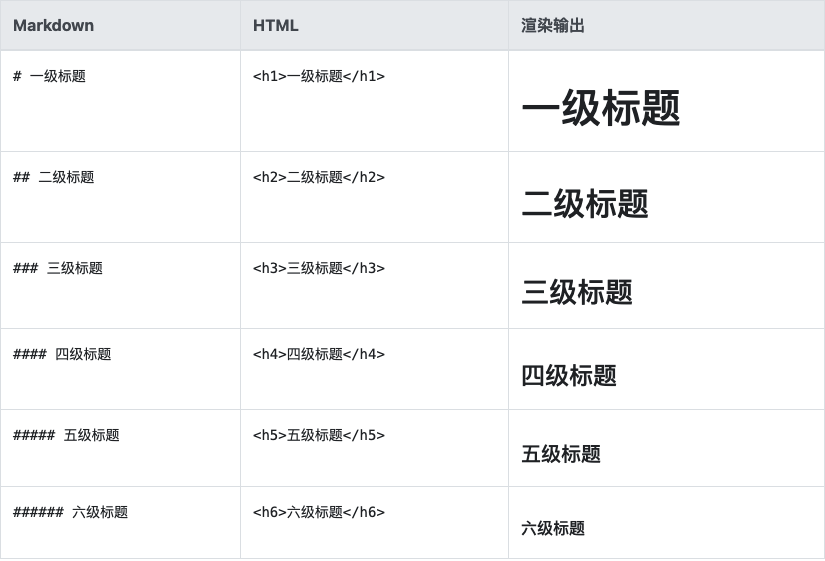 Markdown HTML 渲染输出
# 一级标题 <h1>一级标题</h1> 一级标题
## 二级标题 <h2>二级标题</h2> 二级标题
### 三级标题 <h3>三级标题</h3> 三级标题
#### 四级标题 <h4>四级标题</h4> 四级标题
##### 五级标题 <h5>五级标题</h5> 五级标题
###### 六级标题 <h6>六级标题</h6> 六级标题